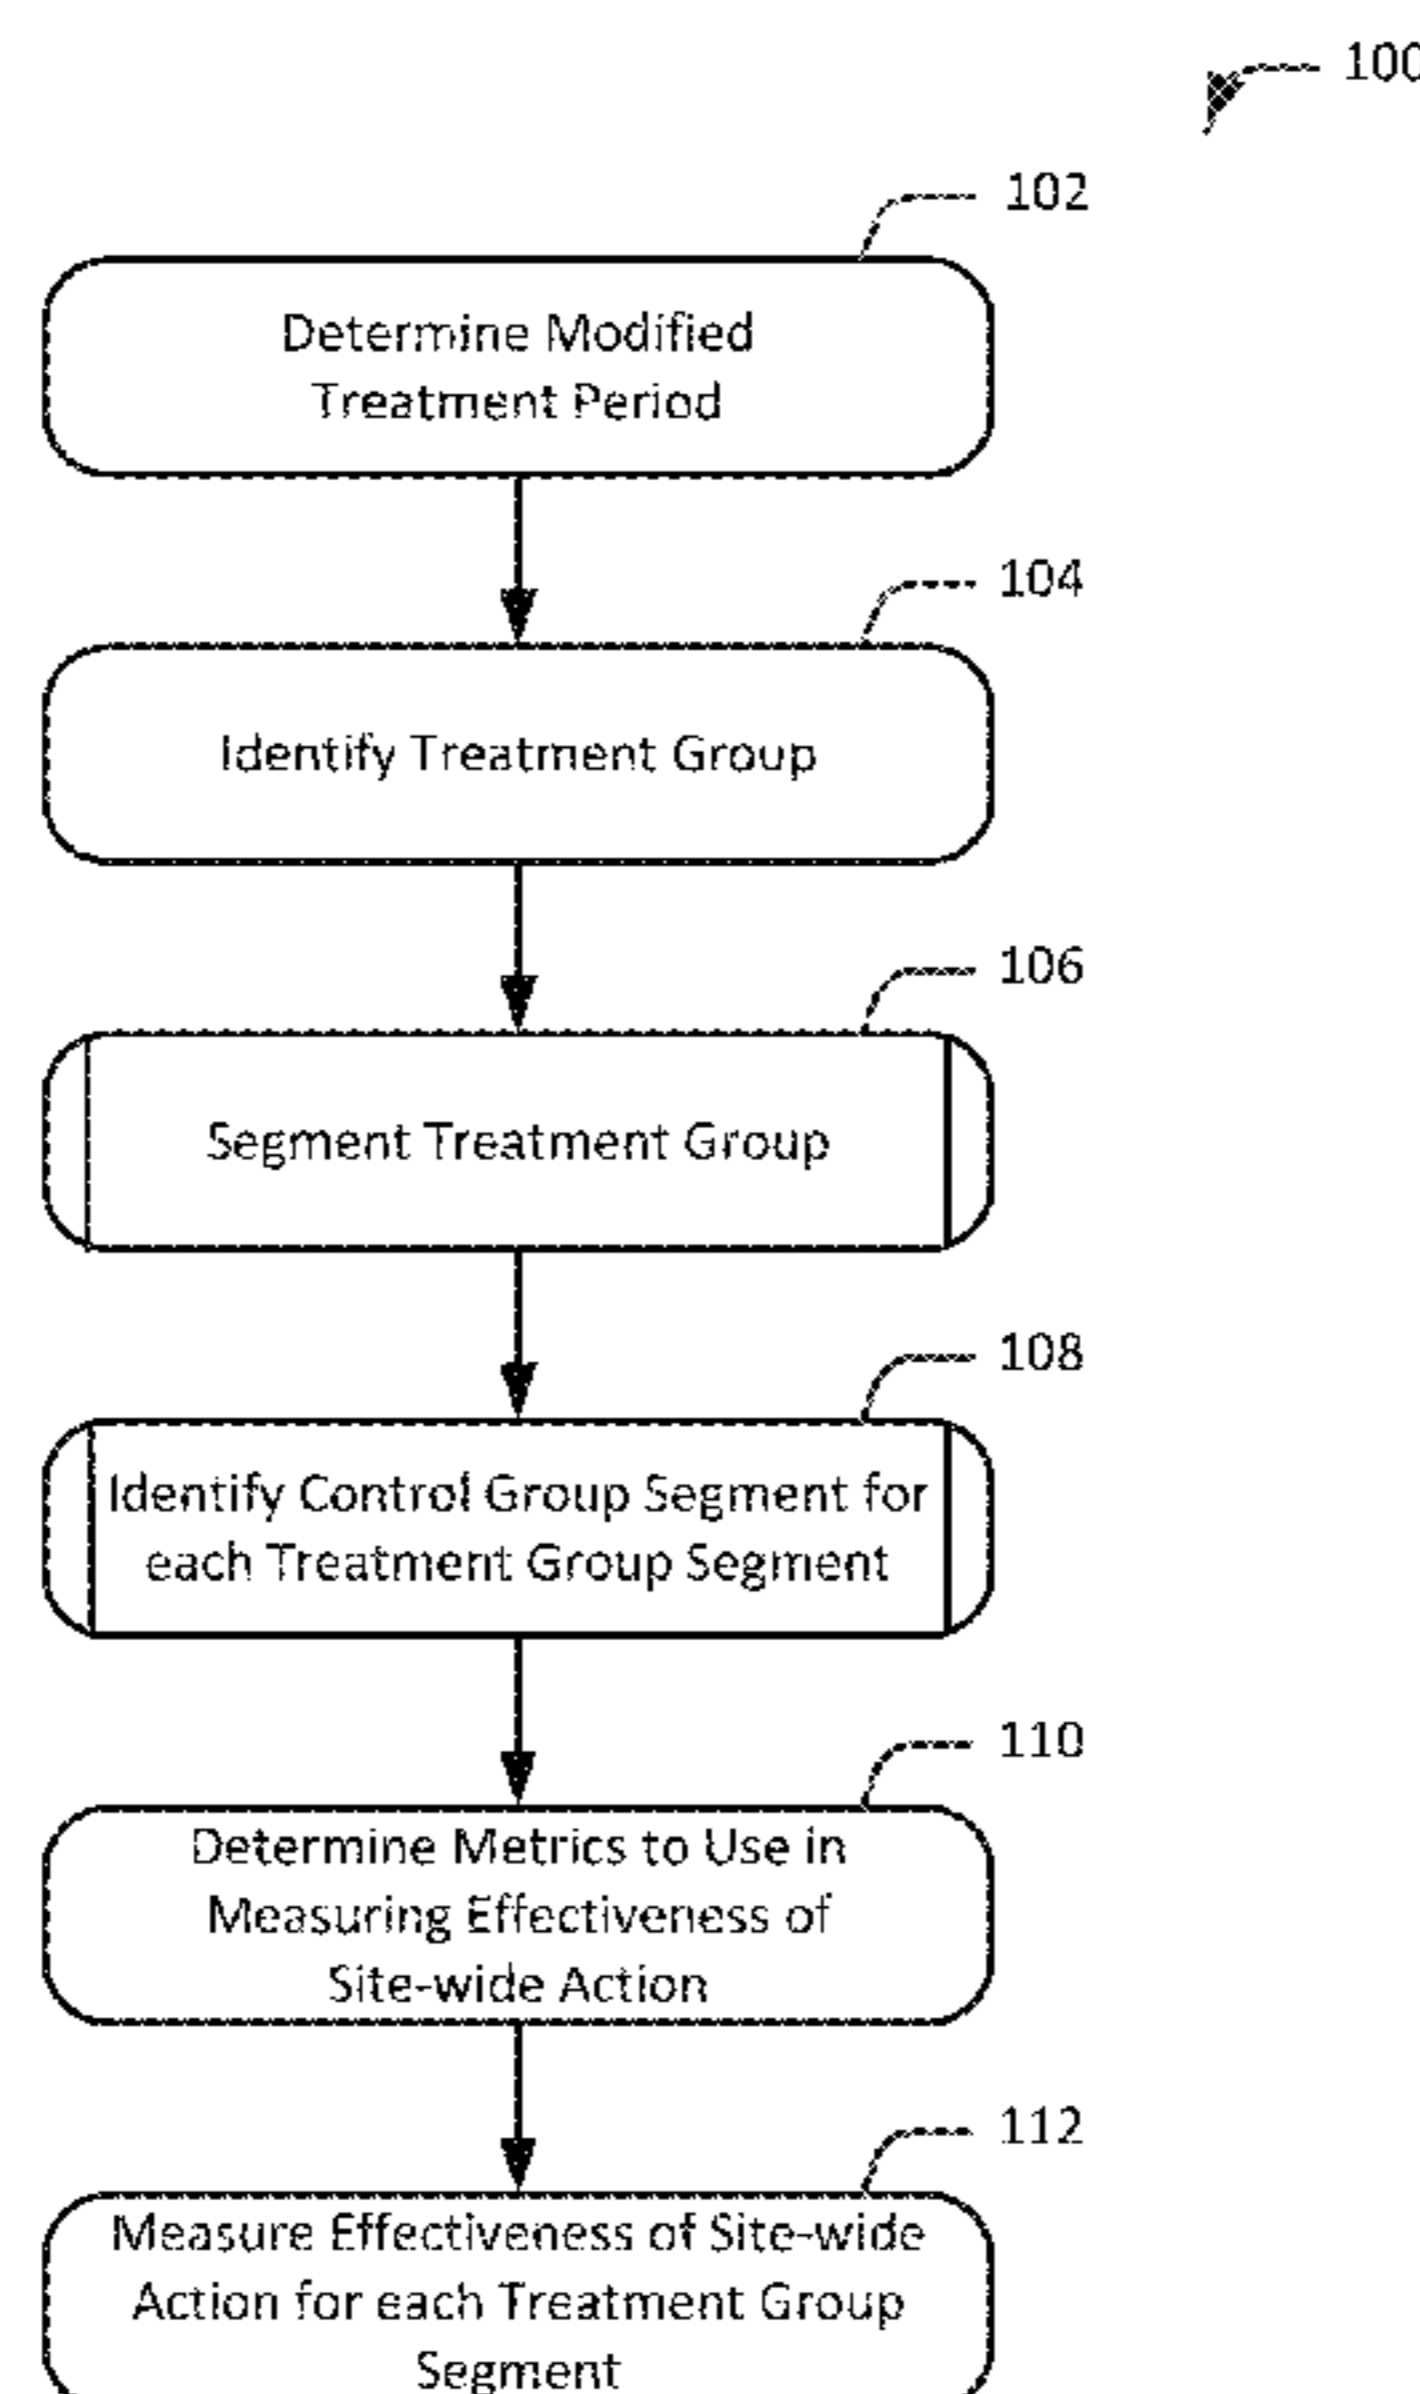 100
102
Determine Modified
Treatment Period
104
Identify Treatment Group
106
Segment Treatment Group
108
Identify Control Group Segment for
each Treatment Group Segment
110
Determine Metrics to Use in
Measuring Effectiveness of
Site-wide Action
112
Measure Effectiveness of Site-wide
Action for each Treatment Group
Segment